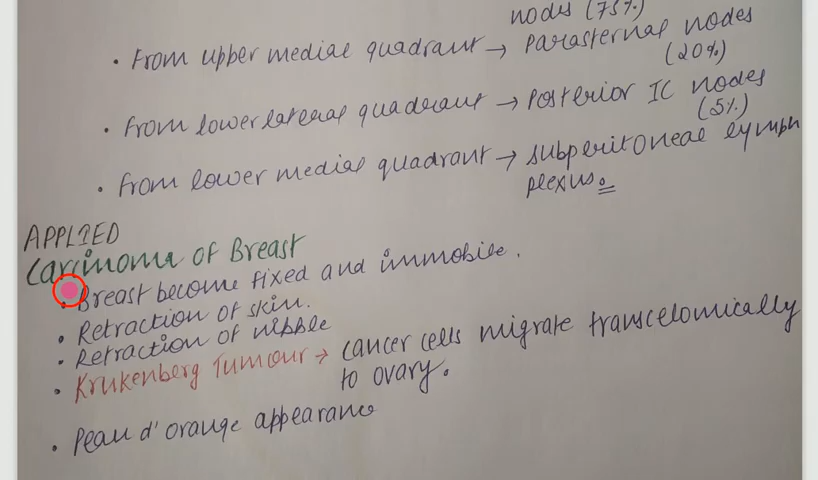 nodes (75%)
• From upper medial quadrant → parasternal nodes
(20%)
• From lower lateral quadrant → Posterior IC nodes
(5%)
• From lower medial quadrant → subperitoneal lymph
plexus.
APPLIED
Carcinoma of Breast
• Breast become fixed and immobile.
• Retraction of skin.
• Retraction of nipple
• Krukenberg Tumour → cancer cells migrate transcelomically
to ovary.
• Peau d'orange appearance